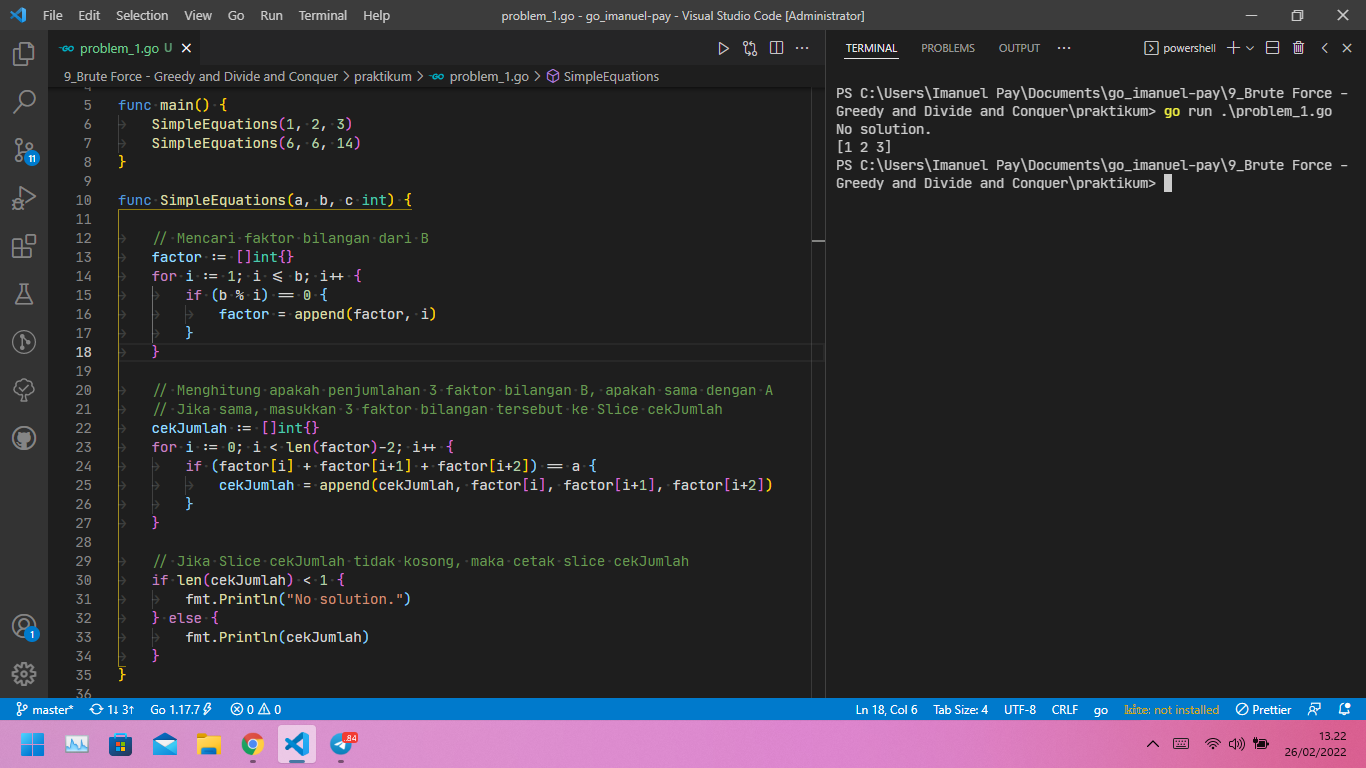 File Edit Selection View Go Run Terminal Help
problem_1.go - go_imanuel-pay - Visual Studio Code [Administrator]
problem_1.go U
9_Brute Force - Greedy and Divide and Conquer > praktikum > problem_1.go > SimpleEquations
4
5 func main() {
6 SimpleEquations(1, 2, 3)
7 SimpleEquations(6, 6, 14)
8 }
9
10 func SimpleEquations(a, b, c int) {
11
12 // Mencari faktor bilangan dari B
13 factor := []int{}
14 for i := 1; i <= b; i++ {
15 if (b % i) == 0 {
16 factor = append(factor, i)
17 }
18 }
19
20 // Menghitung apakah penjumlahan 3 faktor bilangan B, apakah sama dengan A
21 // Jika sama, masukkan 3 faktor bilangan tersebut ke Slice cekJumlah
22 cekJumlah := []int{}
23 for i := 0; i < len(factor)-2; i++ {
24 if (factor[i] + factor[i+1] + factor[i+2]) == a {
25 cekJumlah = append(cekJumlah, factor[i], factor[i+1], factor[i+2])
26 }
27 }
28
29 // Jika Slice cekJumlah tidak kosong, maka cetak slice cekJumlah
30 if len(cekJumlah) < 1 {
31 fmt.Println("No solution.")
32 } else {
33 fmt.Println(cekJumlah)
34 }
35 }
36
TERMINAL PROBLEMS OUTPUT ··· powershell
PS C:\Users\Imanuel Pay\Documents\go_imanuel-pay\9_Brute Force -
Greedy and Divide and Conquer\praktikum> go run .\problem_1.go
No solution.
[1 2 3]
PS C:\Users\Imanuel Pay\Documents\go_imanuel-pay\9_Brute Force -
Greedy and Divide and Conquer\praktikum>
11
1
master* 1↓ 3↑ Go 1.17.7 0 0 Ln 18, Col 6 Tab Size: 4 UTF-8 CRLF go kite: not installed Prettier
84
13.22
26/02/2022